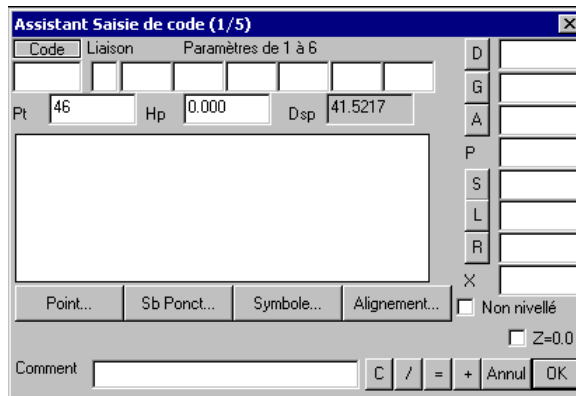 Assistant Saisie de code (1/5)
Code Liaison Paramètres de 1 à 6
D
G
Pt 46 Hp 0.000 Dsp 41.5217
A
P
S
L
R
X
Point... Sb Ponct... Symbole... Alignement...
Non nivellé
Z=0.0
Comment C / = + Annul OK